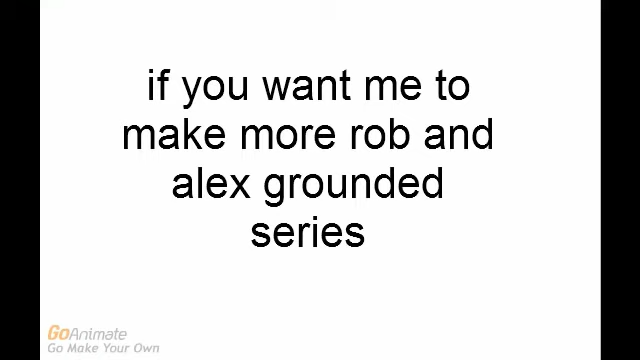 if you want me to
make more rob and
alex grounded
series
GoAnimate
Go Make Your Own